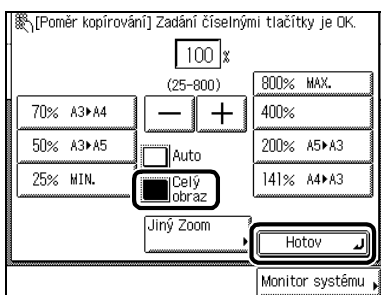 [Poměr kopírování] Zadání číselnými tlačítky je OK.
100 %
(25-800)
800% MAX.
70% A3▸A4
400%
50% A3▸A5
200% A5▸A3
Auto
25% MIN.
Celý
obraz
141% A4▸A3
Jiný Zoom
Hotov
Monitor systému